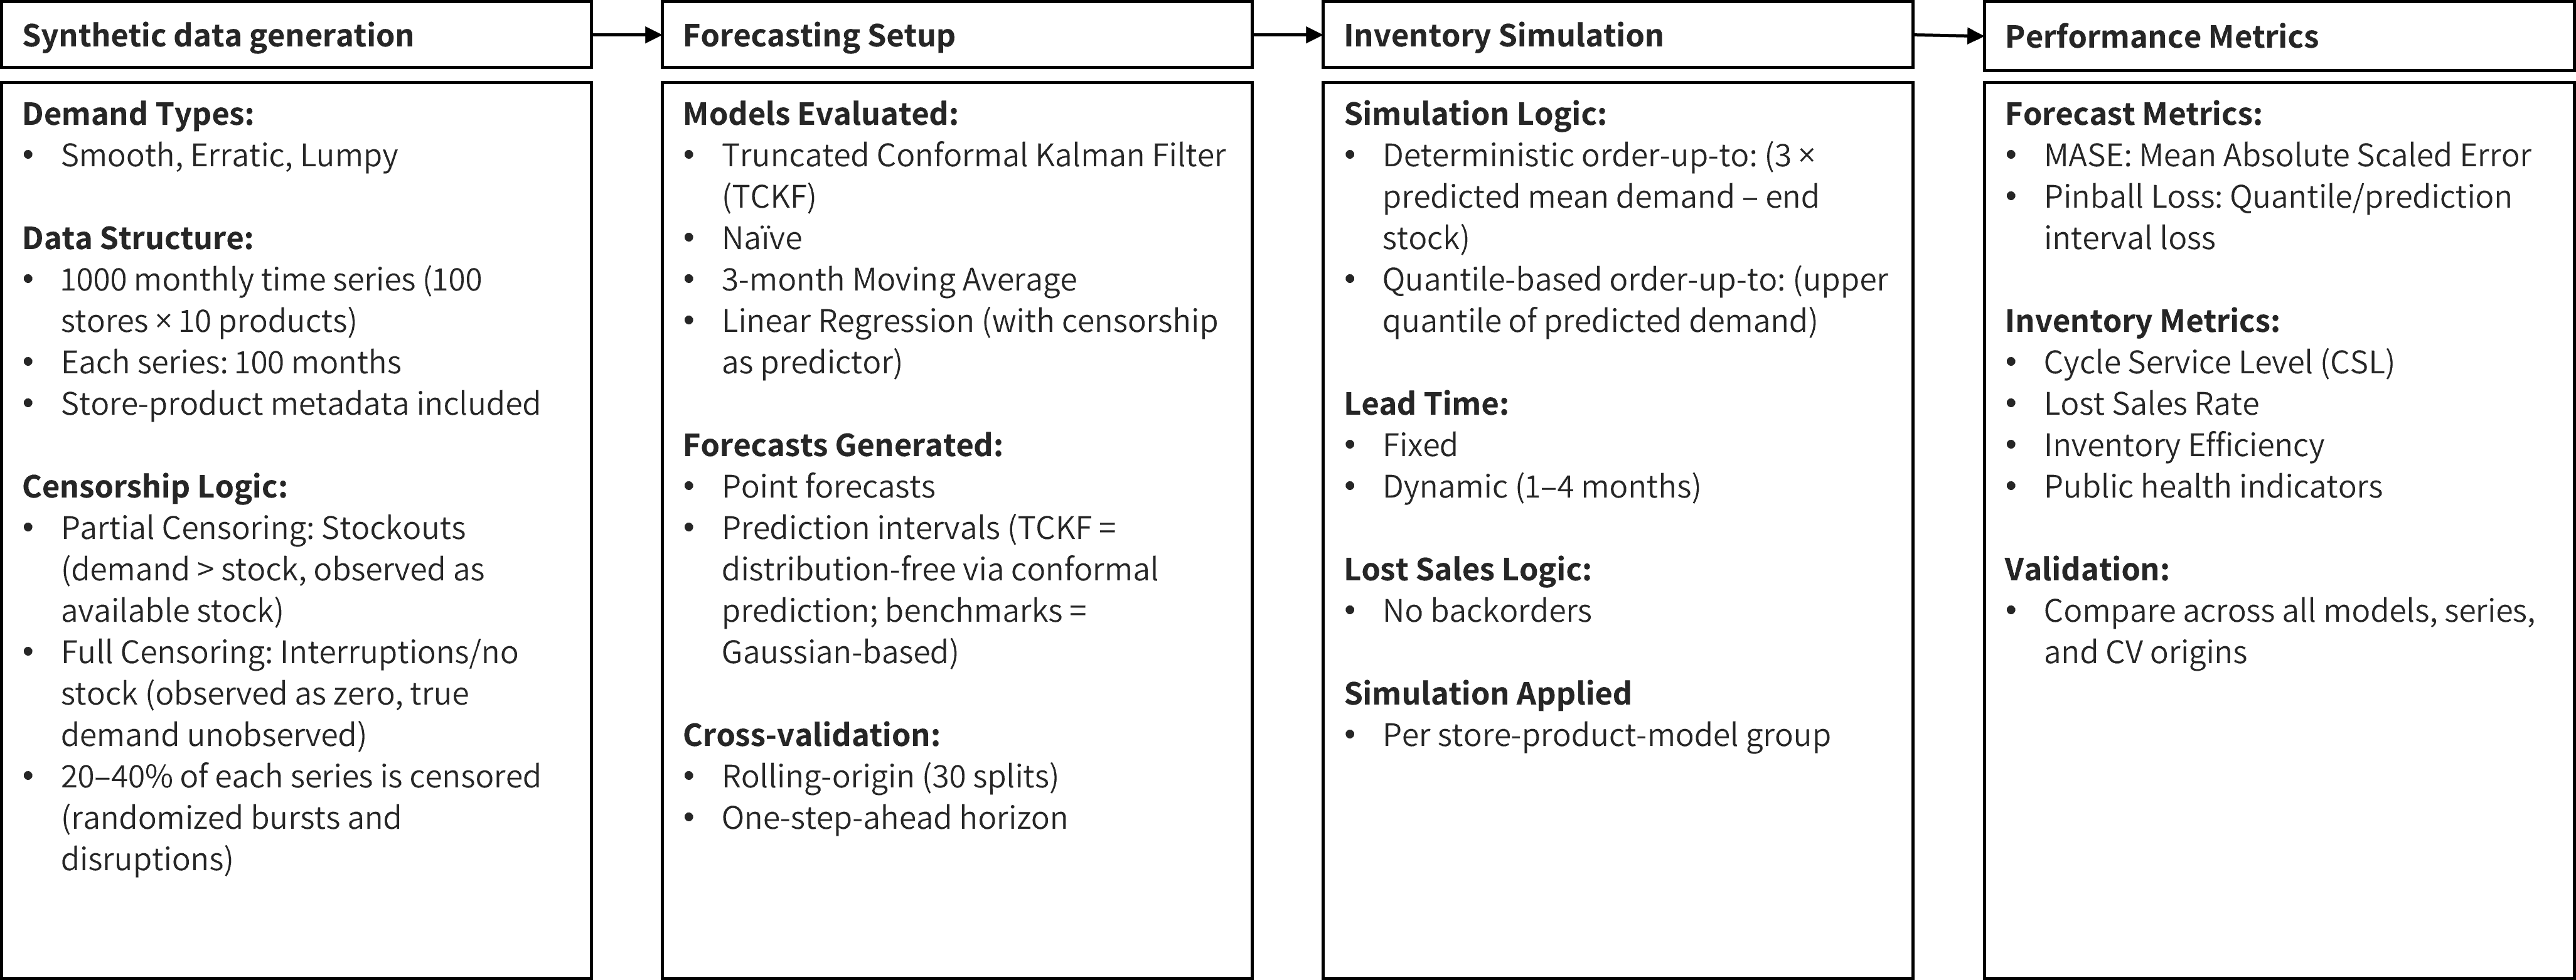 Synthetic data generation
Demand Types:
• Smooth, Erratic, Lumpy
Data Structure:
• 1000 monthly time series (100
stores × 10 products)
• Each series: 100 months
• Store-product metadata included
Censorship Logic:
• Partial Censoring: Stockouts
(demand > stock, observed as
available stock)
• Full Censoring: Interruptions/no
stock (observed as zero, true
demand unobserved)
• 20–40% of each series is censored
(randomized bursts and
disruptions)
Forecasting Setup
Models Evaluated:
• Truncated Conformal Kalman Filter
(TCKF)
• Naïve
• 3-month Moving Average
• Linear Regression (with censorship
as predictor)
Forecasts Generated:
• Point forecasts
• Prediction intervals (TCKF =
distribution-free via conformal
prediction; benchmarks =
Gaussian-based)
Cross-validation:
• Rolling-origin (30 splits)
• One-step-ahead horizon
Inventory Simulation
Simulation Logic:
• Deterministic order-up-to: (3 ×
predicted mean demand – end
stock)
• Quantile-based order-up-to: (upper
quantile of predicted demand)
Lead Time:
• Fixed
• Dynamic (1–4 months)
Lost Sales Logic:
• No backorders
Simulation Applied
• Per store-product-model group
Performance Metrics
Forecast Metrics:
• MASE: Mean Absolute Scaled Error
• Pinball Loss: Quantile/prediction
interval loss
Inventory Metrics:
• Cycle Service Level (CSL)
• Lost Sales Rate
• Inventory Efficiency
• Public health indicators
Validation:
• Compare across all models, series,
and CV origins